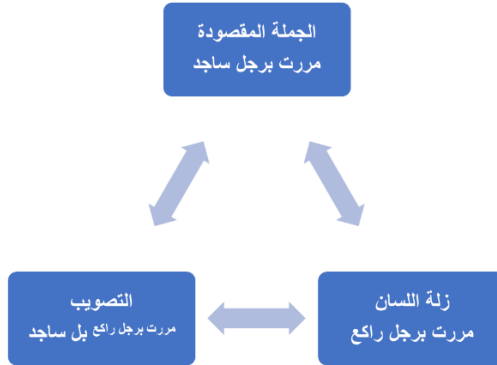 الجملة المقصودة
مررت برجل ساجد
زلة اللسان
مررت برجل راكع
التصويب
مررت برجل راكع بل ساجد